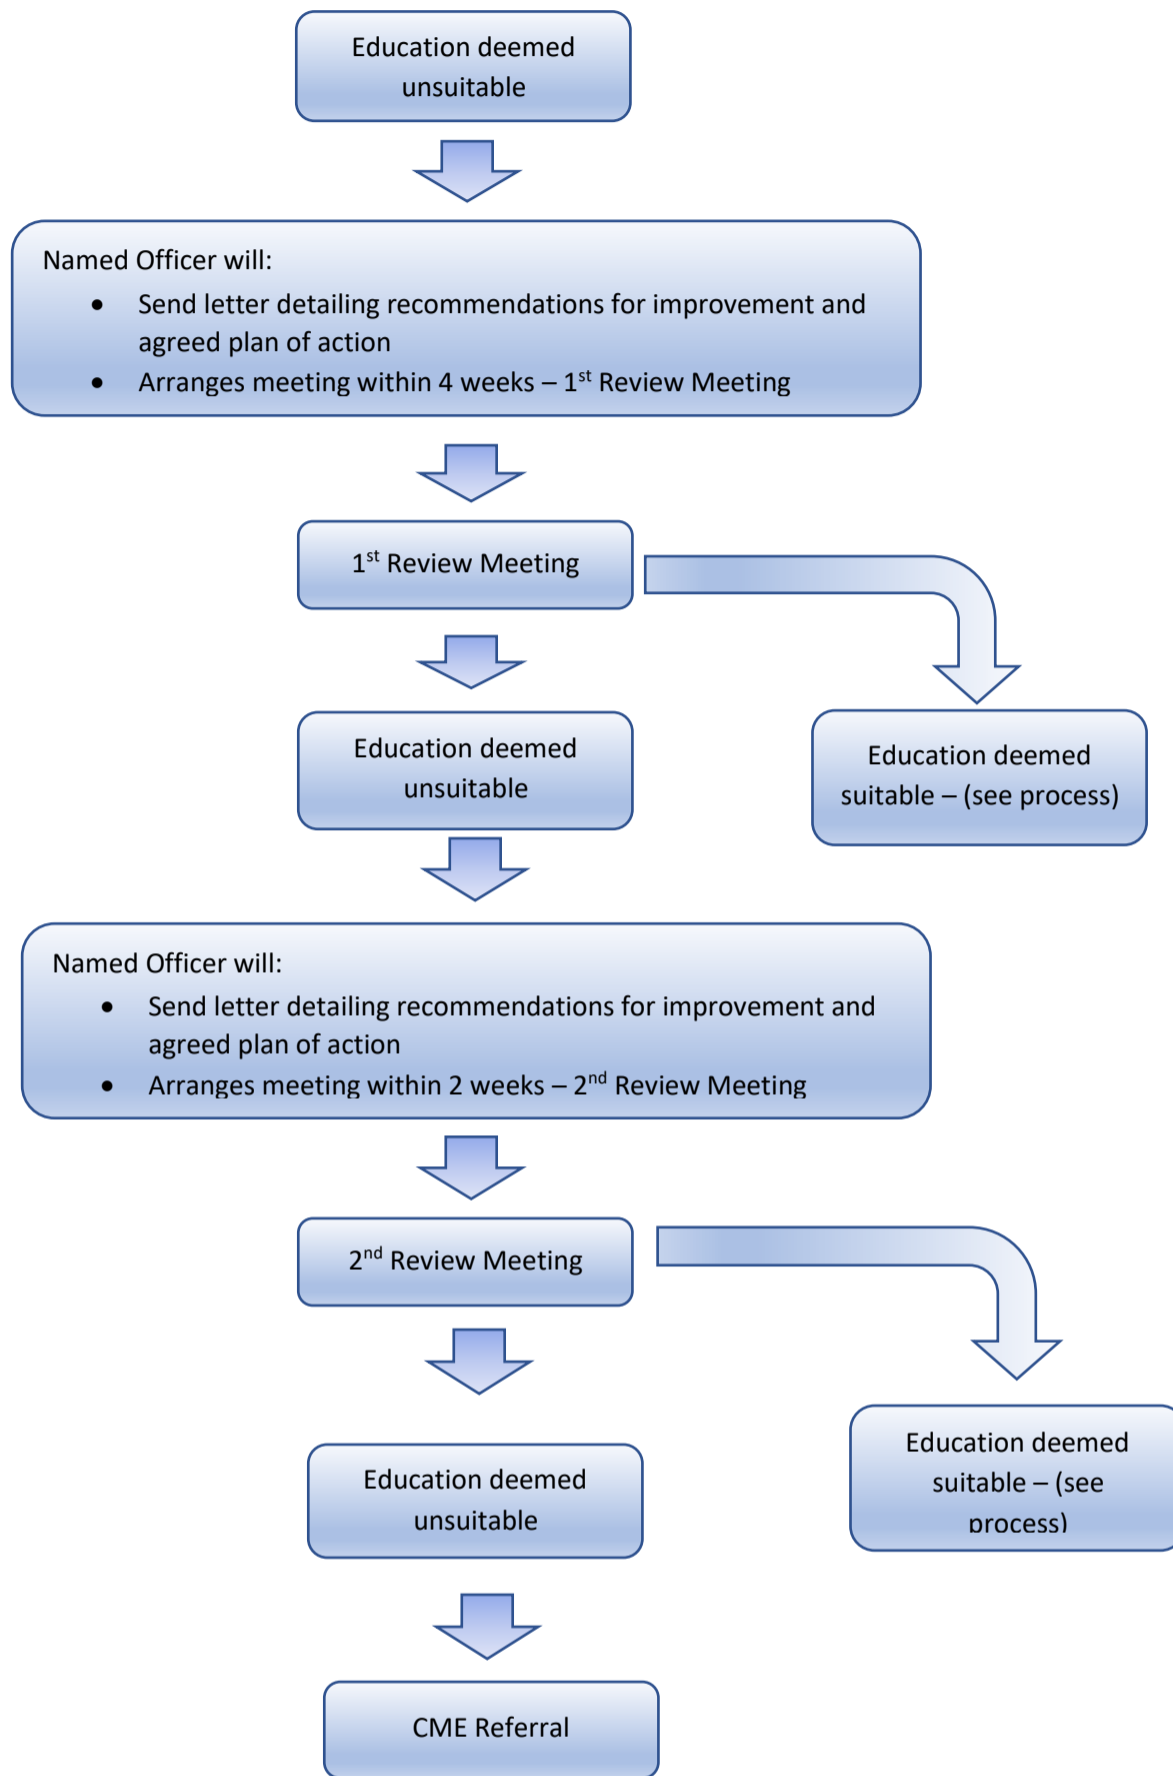 Education deemed
unsuitable
Named Officer will:
• Send letter detailing recommendations for improvement and
agreed plan of action
• Arranges meeting within 4 weeks – 1st Review Meeting
1st Review Meeting
Education deemed
unsuitable
Education deemed
suitable – (see process)
Named Officer will:
• Send letter detailing recommendations for improvement and
agreed plan of action
• Arranges meeting within 2 weeks – 2nd Review Meeting
2nd Review Meeting
Education deemed
unsuitable
Education deemed
suitable – (see
process)
CME Referral